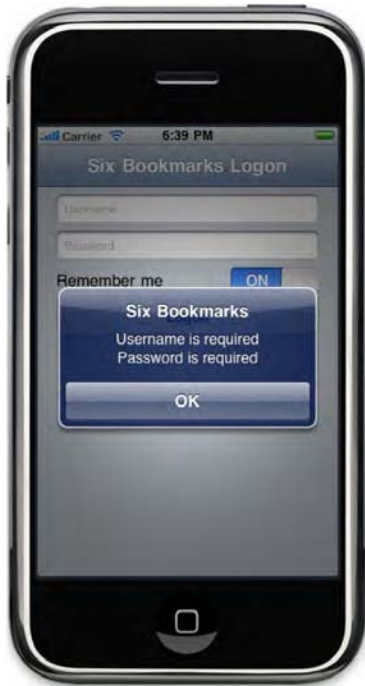 Carrier 6:39 PM
Six Bookmarks Logon
Username
Password
Remember me ON
Six Bookmarks
Username is required
Password is required
OK